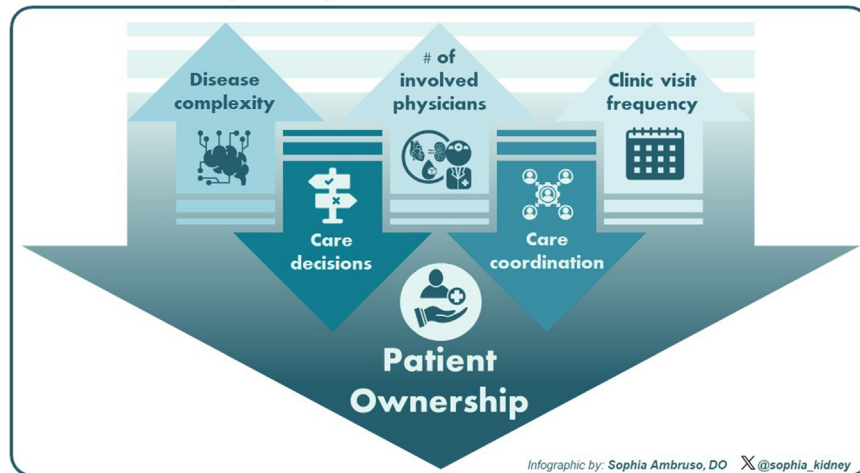 Disease
complexity
# of
involved
physicians
Clinic visit
frequency
Care
decisions
Care
coordination
Patient
Ownership
Infographic by: Sophia Ambruso, DO X @sophia_kidney